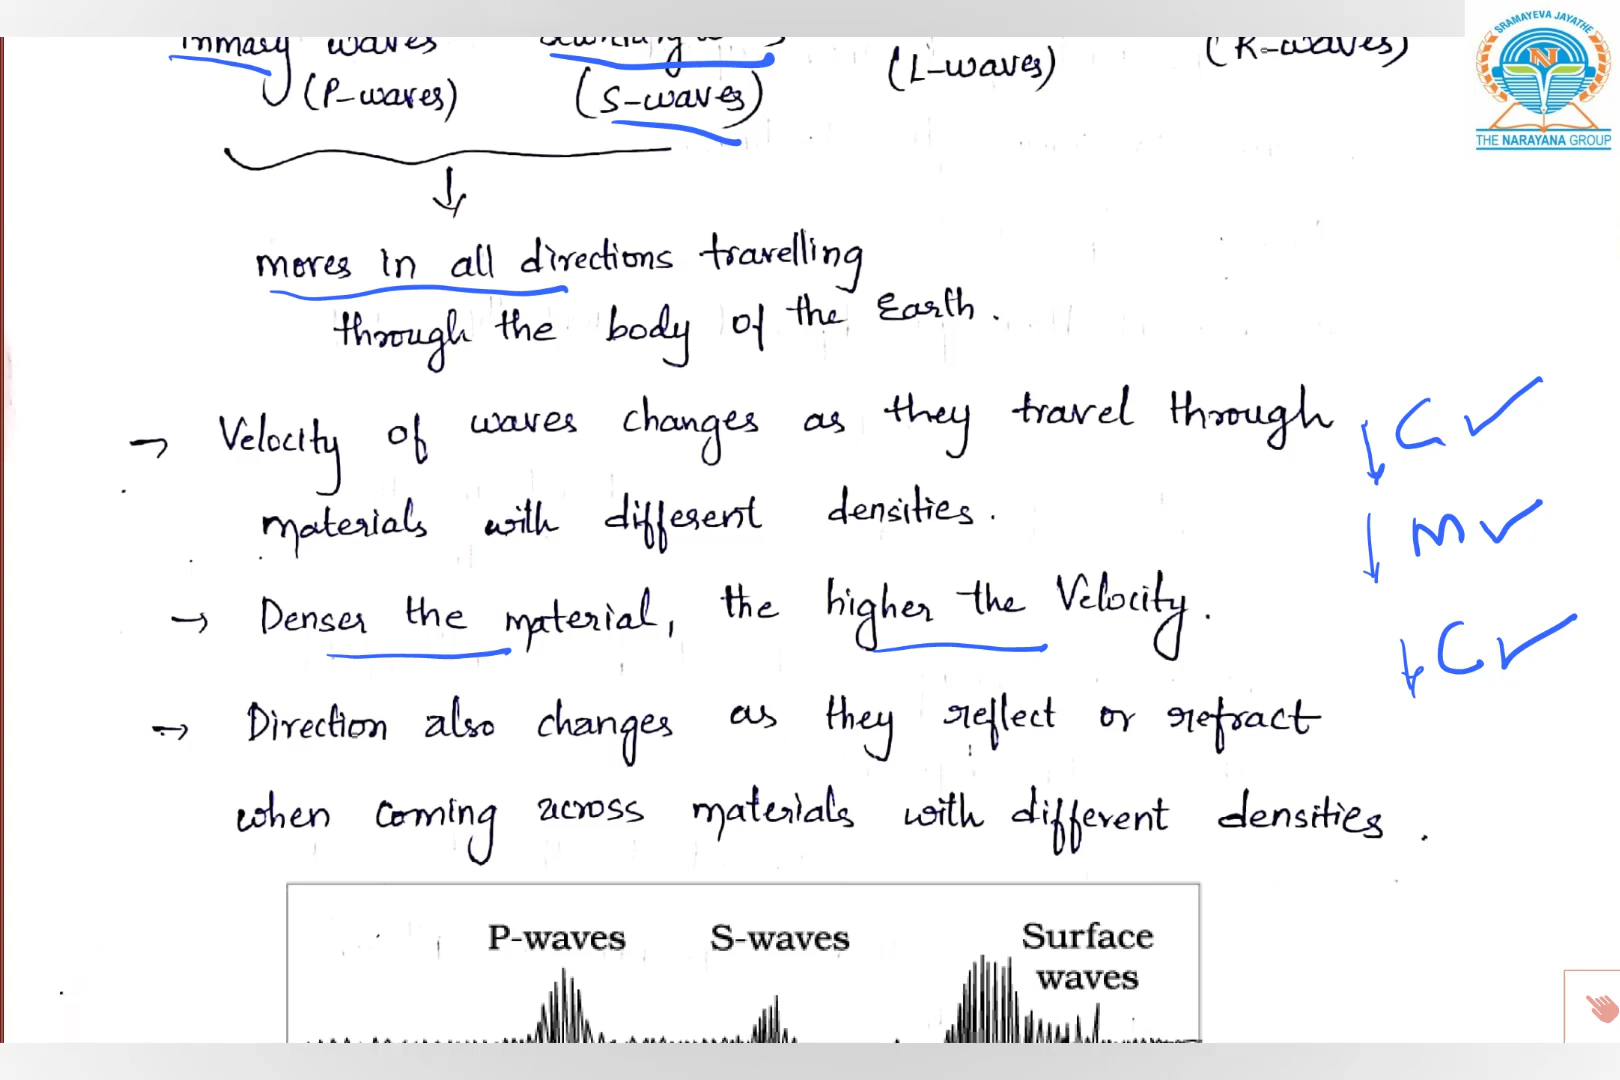 Primary waves
(P-waves) (S-waves) (L-waves) (R-waves)
SRAMAYEVA JAYATHE
N
THE NARAYANA GROUP
moves in all directions travelling
through the body of the Earth.
→ Velocity of waves changes as they travel through
materials with different densities.
→ Denser the material, the higher the Velocity.
→ Direction also changes as they reflect or refract
when coming across materials with different densities.
↓ C ✓
↓ M ✓
↓ C ✓
P-waves S-waves Surface
waves